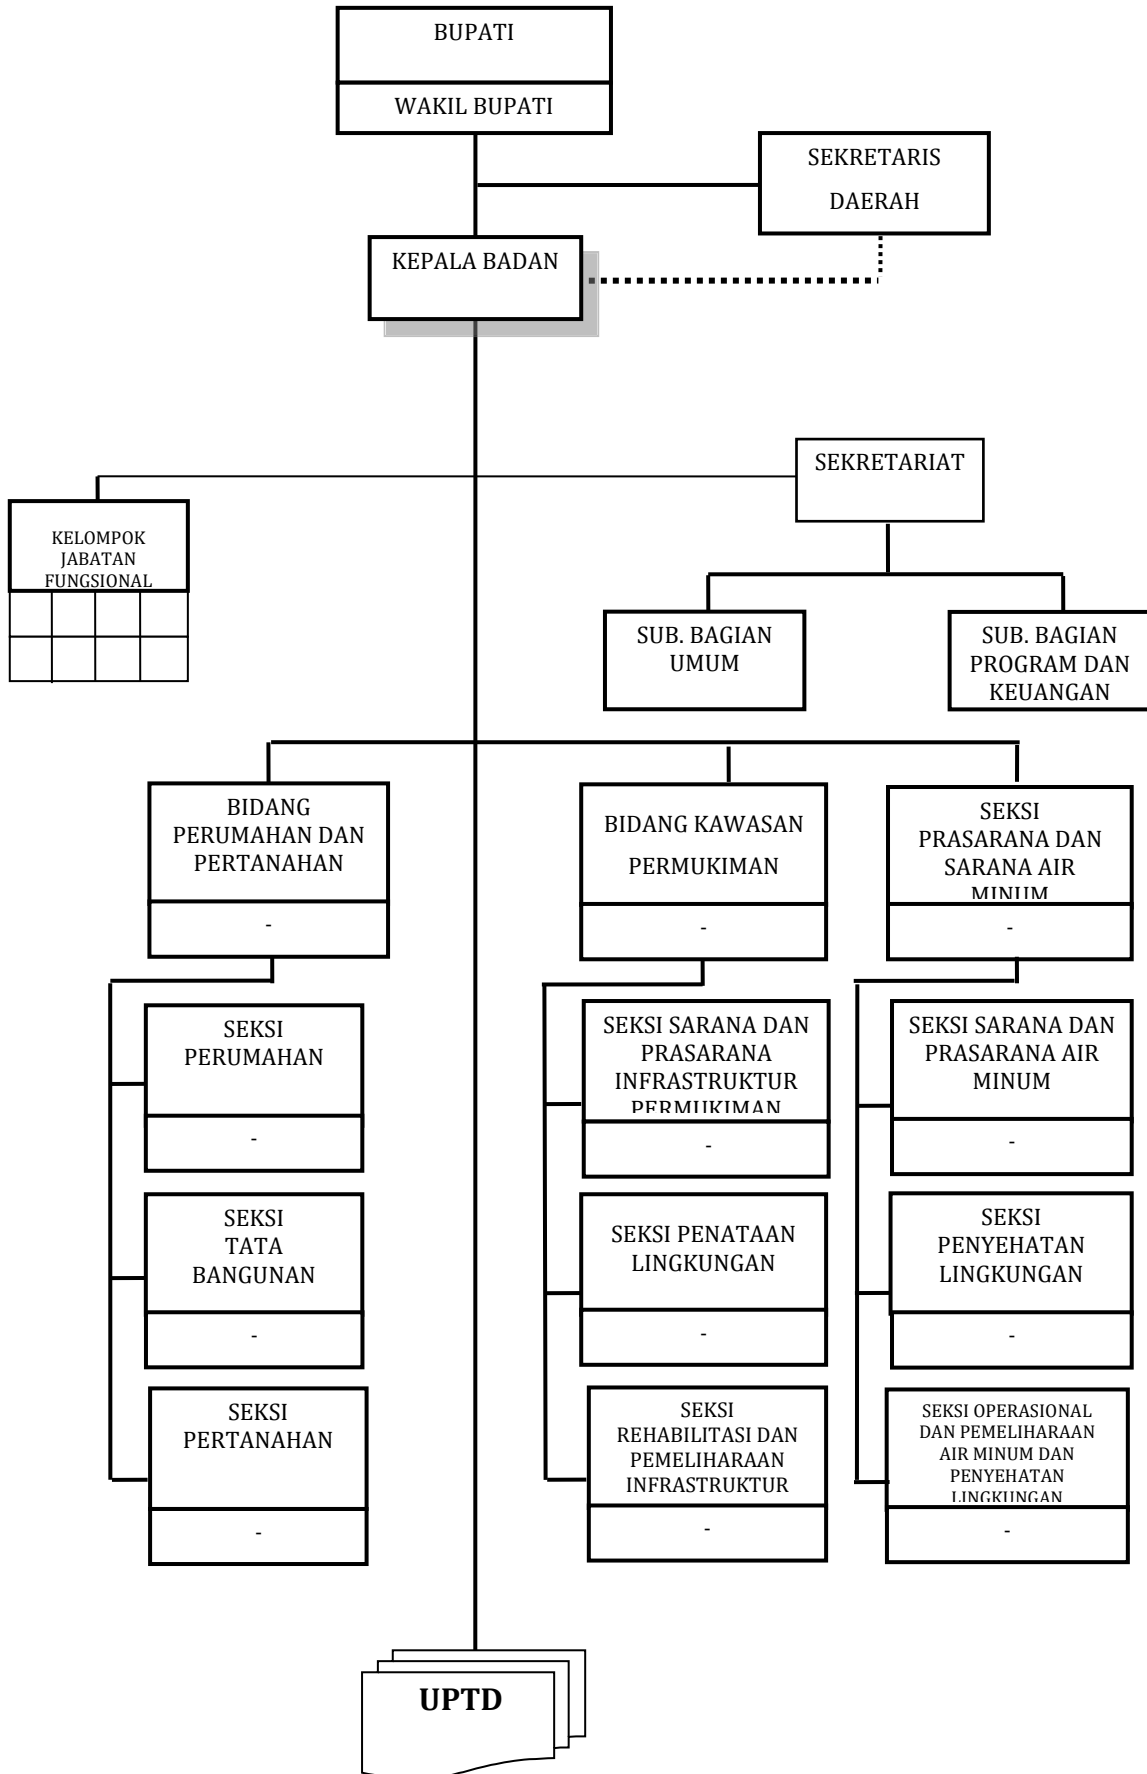 BUPATI
WAKIL BUPATI
SEKRETARIS
DAERAH
KEPALA BADAN
SEKRETARIAT
KELOMPOK
JABATAN
FUNGSIONAL
SUB. BAGIAN
UMUM
SUB. BAGIAN
PROGRAM DAN
KEUANGAN
BIDANG
PERUMAHAN DAN
PERTANAHAN
-
BIDANG KAWASAN
PERMUKIMAN
-
SEKSI
PRASARANA DAN
SARANA AIR
MINUM
-
SEKSI
PERUMAHAN
-
SEKSI SARANA DAN
PRASARANA
INFRASTRUKTUR
PERMUKIMAN
-
SEKSI SARANA DAN
PRASARANA AIR
MINUM
-
SEKSI
TATA
BANGUNAN
-
SEKSI PENATAAN
LINGKUNGAN
-
SEKSI
PENYEHATAN
LINGKUNGAN
-
SEKSI
PERTANAHAN
-
SEKSI
REHABILITASI DAN
PEMELIHARAAN
INFRASTRUKTUR
-
SEKSI OPERASIONAL
DAN PEMELIHARAAN
AIR MINUM DAN
PENYEHATAN
LINGKUNGAN
-
UPTD